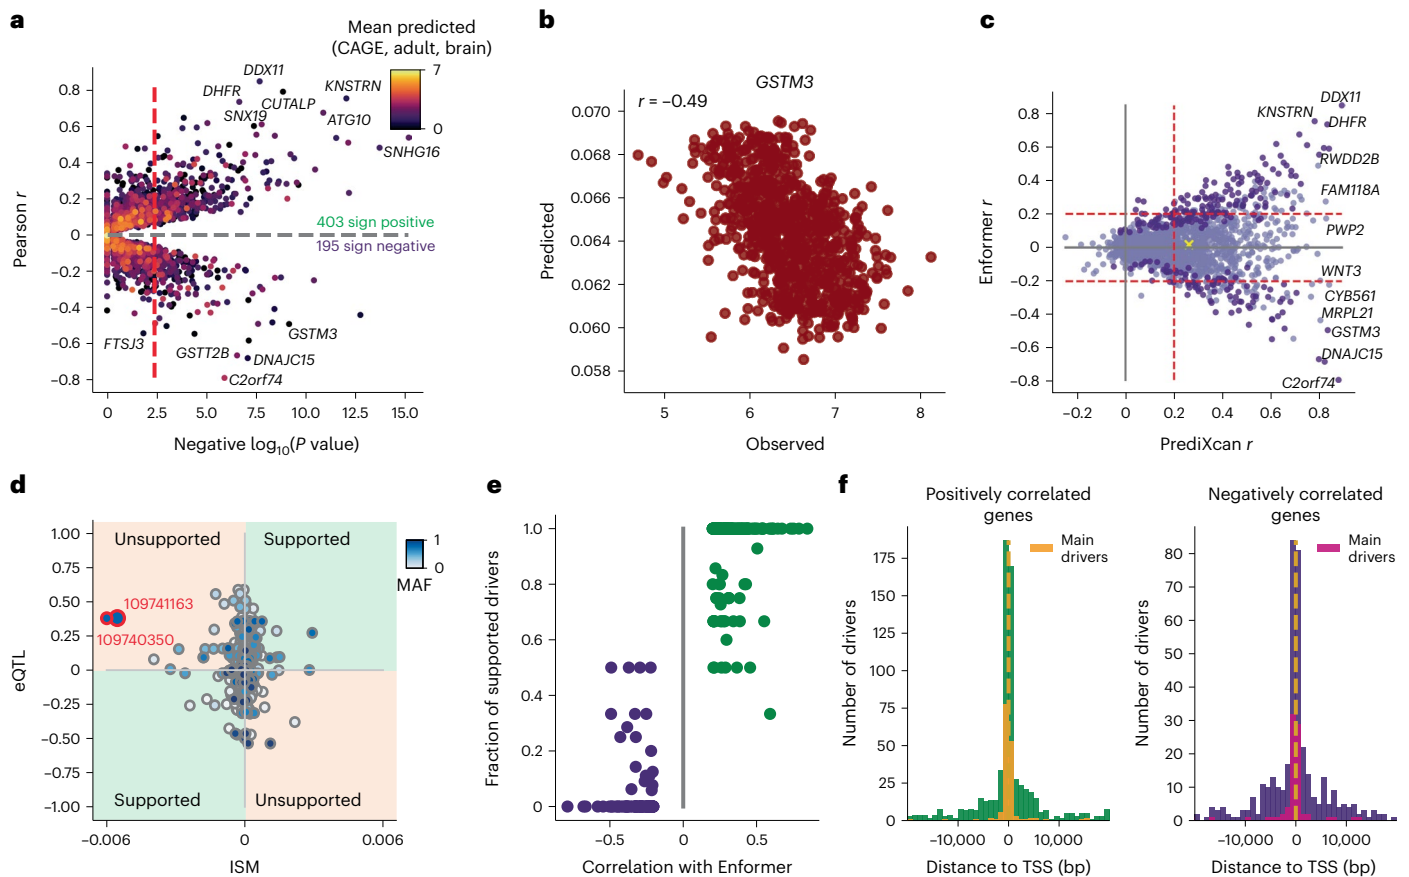 a
Mean predicted
(CAGE, adult, brain)
7
0
DDX11
DHFR
CUTALP
KNSTRN
SNX19
ATG10
SNHG16
403 sign positive
195 sign negative
GSTM3
FTSJ3
GSTT2B
DNAJC15
C2orf74
Pearson r
0.8
0.6
0.4
0.2
0
−0.2
−0.4
−0.6
−0.8
0 2.5 5.0 7.5 10.0 12.5 15.0
Negative log10(P value)
b
GSTM3
r = −0.49
Predicted
0.070
0.068
0.066
0.064
0.062
0.060
0.058
5 6 7 8
Observed
c
DDX11
KNSTRN
DHFR
RWDD2B
FAM118A
PWP2
WNT3
CYB561
MRPL21
GSTM3
DNAJC15
C2orf74
Enformer r
0.8
0.6
0.4
0.2
0
−0.2
−0.4
−0.6
−0.8
−0.2 0 0.2 0.4 0.6 0.8
PrediXcan r
d
Unsupported Supported
1
0
MAF
109741163
109740350
Supported Unsupported
eQTL
1.00
0.75
0.50
0.25
0
−0.25
−0.50
−0.75
−1.00
−0.006 0 0.006
ISM
e
Fraction of supported drivers
1.0
0.8
0.6
0.4
0.2
0
−0.5 0 0.5
Correlation with Enformer
f
Positively correlated
genes
Main
drivers
Number of drivers
175
150
125
100
75
50
25
0
−10,000 0 10,000
Distance to TSS (bp)
Negatively correlated
genes
Main
drivers
Number of drivers
80
70
60
50
40
30
20
10
0
−10,000 0 10,000
Distance to TSS (bp)